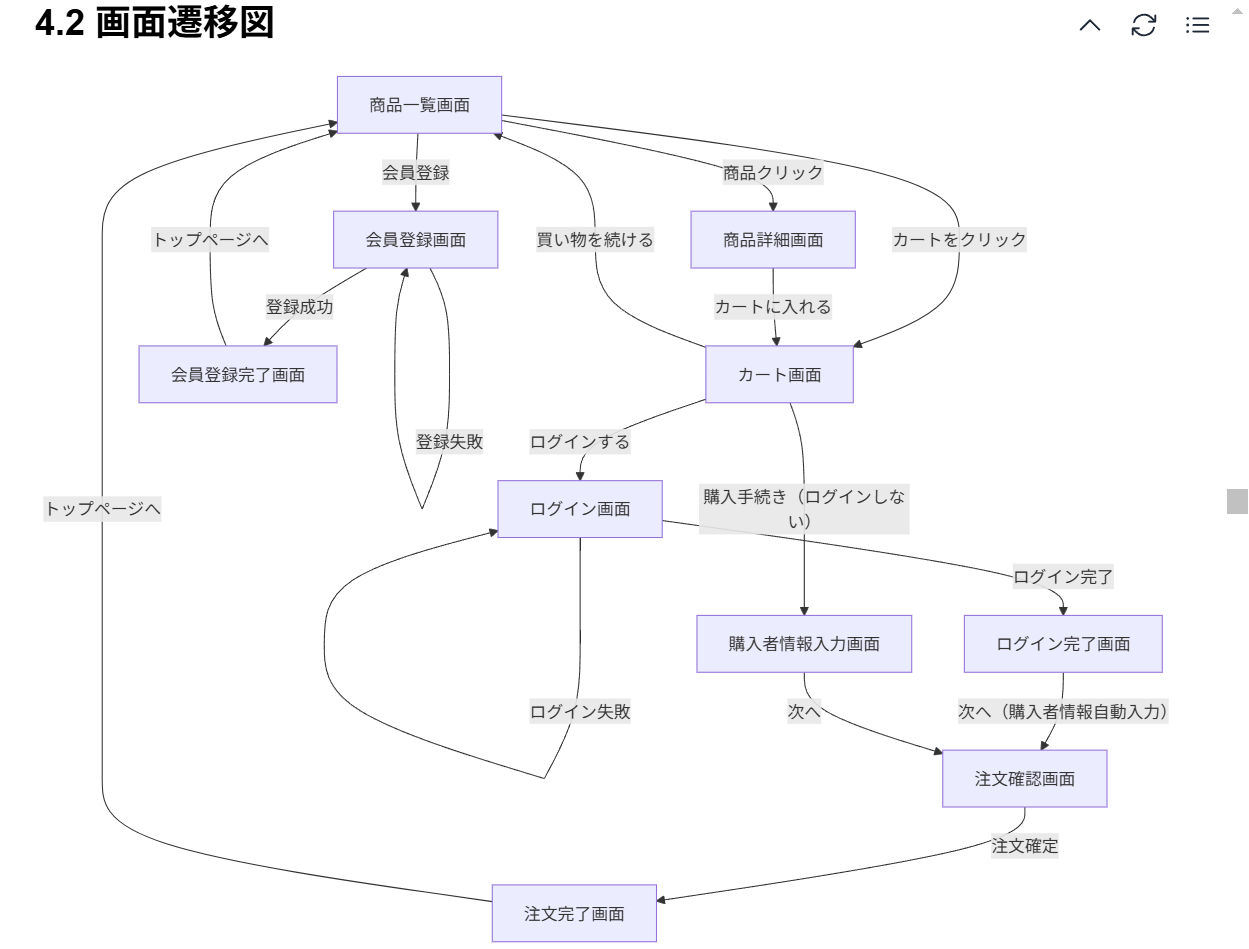 4.2 画面遷移図
商品一覧画面
会員登録
商品クリック
トップページへ
会員登録画面
買い物を続ける
商品詳細画面
カートをクリック
登録成功
カートに入れる
会員登録完了画面
カート画面
登録失敗
ログインする
トップページへ
ログイン画面
購入手続き（ログインしな
い）
ログイン完了
購入者情報入力画面
ログイン完了画面
ログイン失敗
次へ
次へ（購入者情報自動入力）
注文確認画面
注文確定
注文完了画面